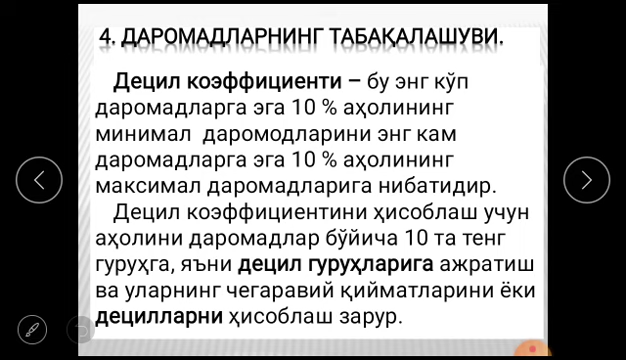 4. ДАРОМАДЛАРНИНГ ТАБАҚАЛАШУВИ.
Децил коэффициенти – бу энг кўп
даромадларга эга 10 % аҳолининг
минимал даромодларини энг кам
даромадларга эга 10 % аҳолининг
максимал даромадларига нибатидир.
Децил коэффициентини ҳисоблаш учун
аҳолини даромадлар бўйича 10 та тенг
гуруҳга, яъни децил гуруҳларига ажратиш
ва уларнинг чегаравий қийматларини ёки
децилларни ҳисоблаш зарур.